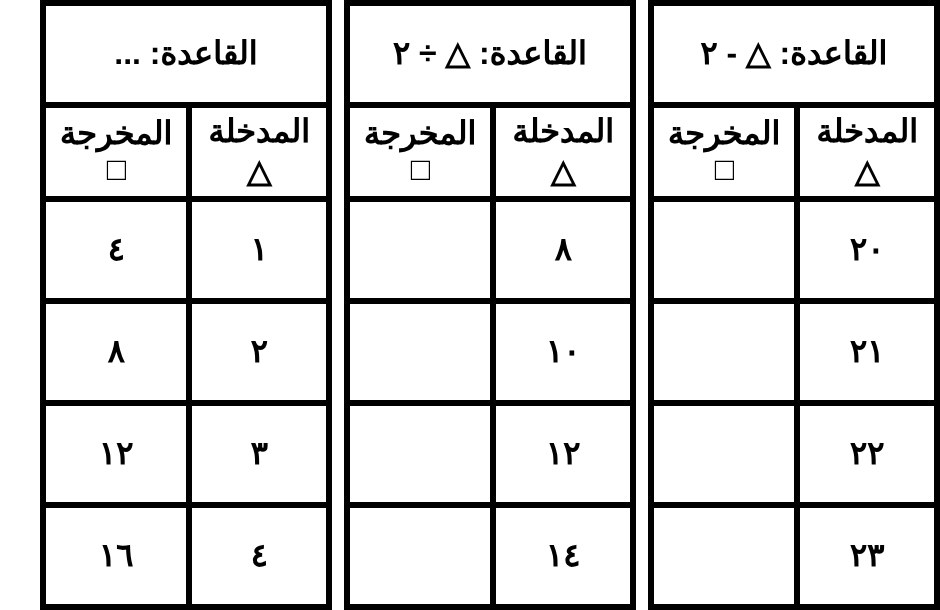 القاعدة: △ - ٢
المدخلة △ المخرجة □
٢٠
٢١
٢٢
٢٣
القاعدة: △ ÷ ٢
المدخلة △ المخرجة □
٨
١٠
١٢
١٤
القاعدة: ...
المدخلة △ المخرجة □
١ ٤
٢ ٨
٣ ١٢
٤ ١٦